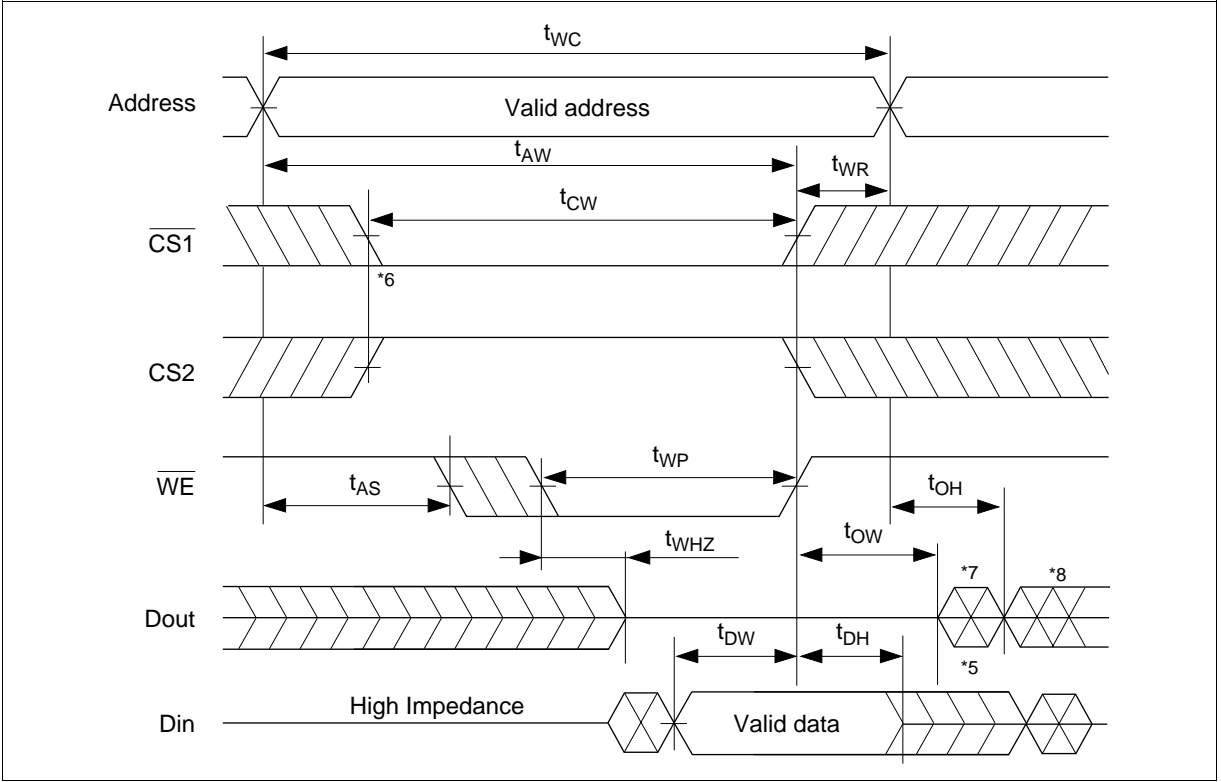 tWC
Address
Valid address
tAW
tWR
tCW
CS1
*6
CS2
WE
tWP
tAS
tOH
tWHZ
tOW
*7
*8
Dout
tDW
tDH
*5
High Impedance
Din
Valid data